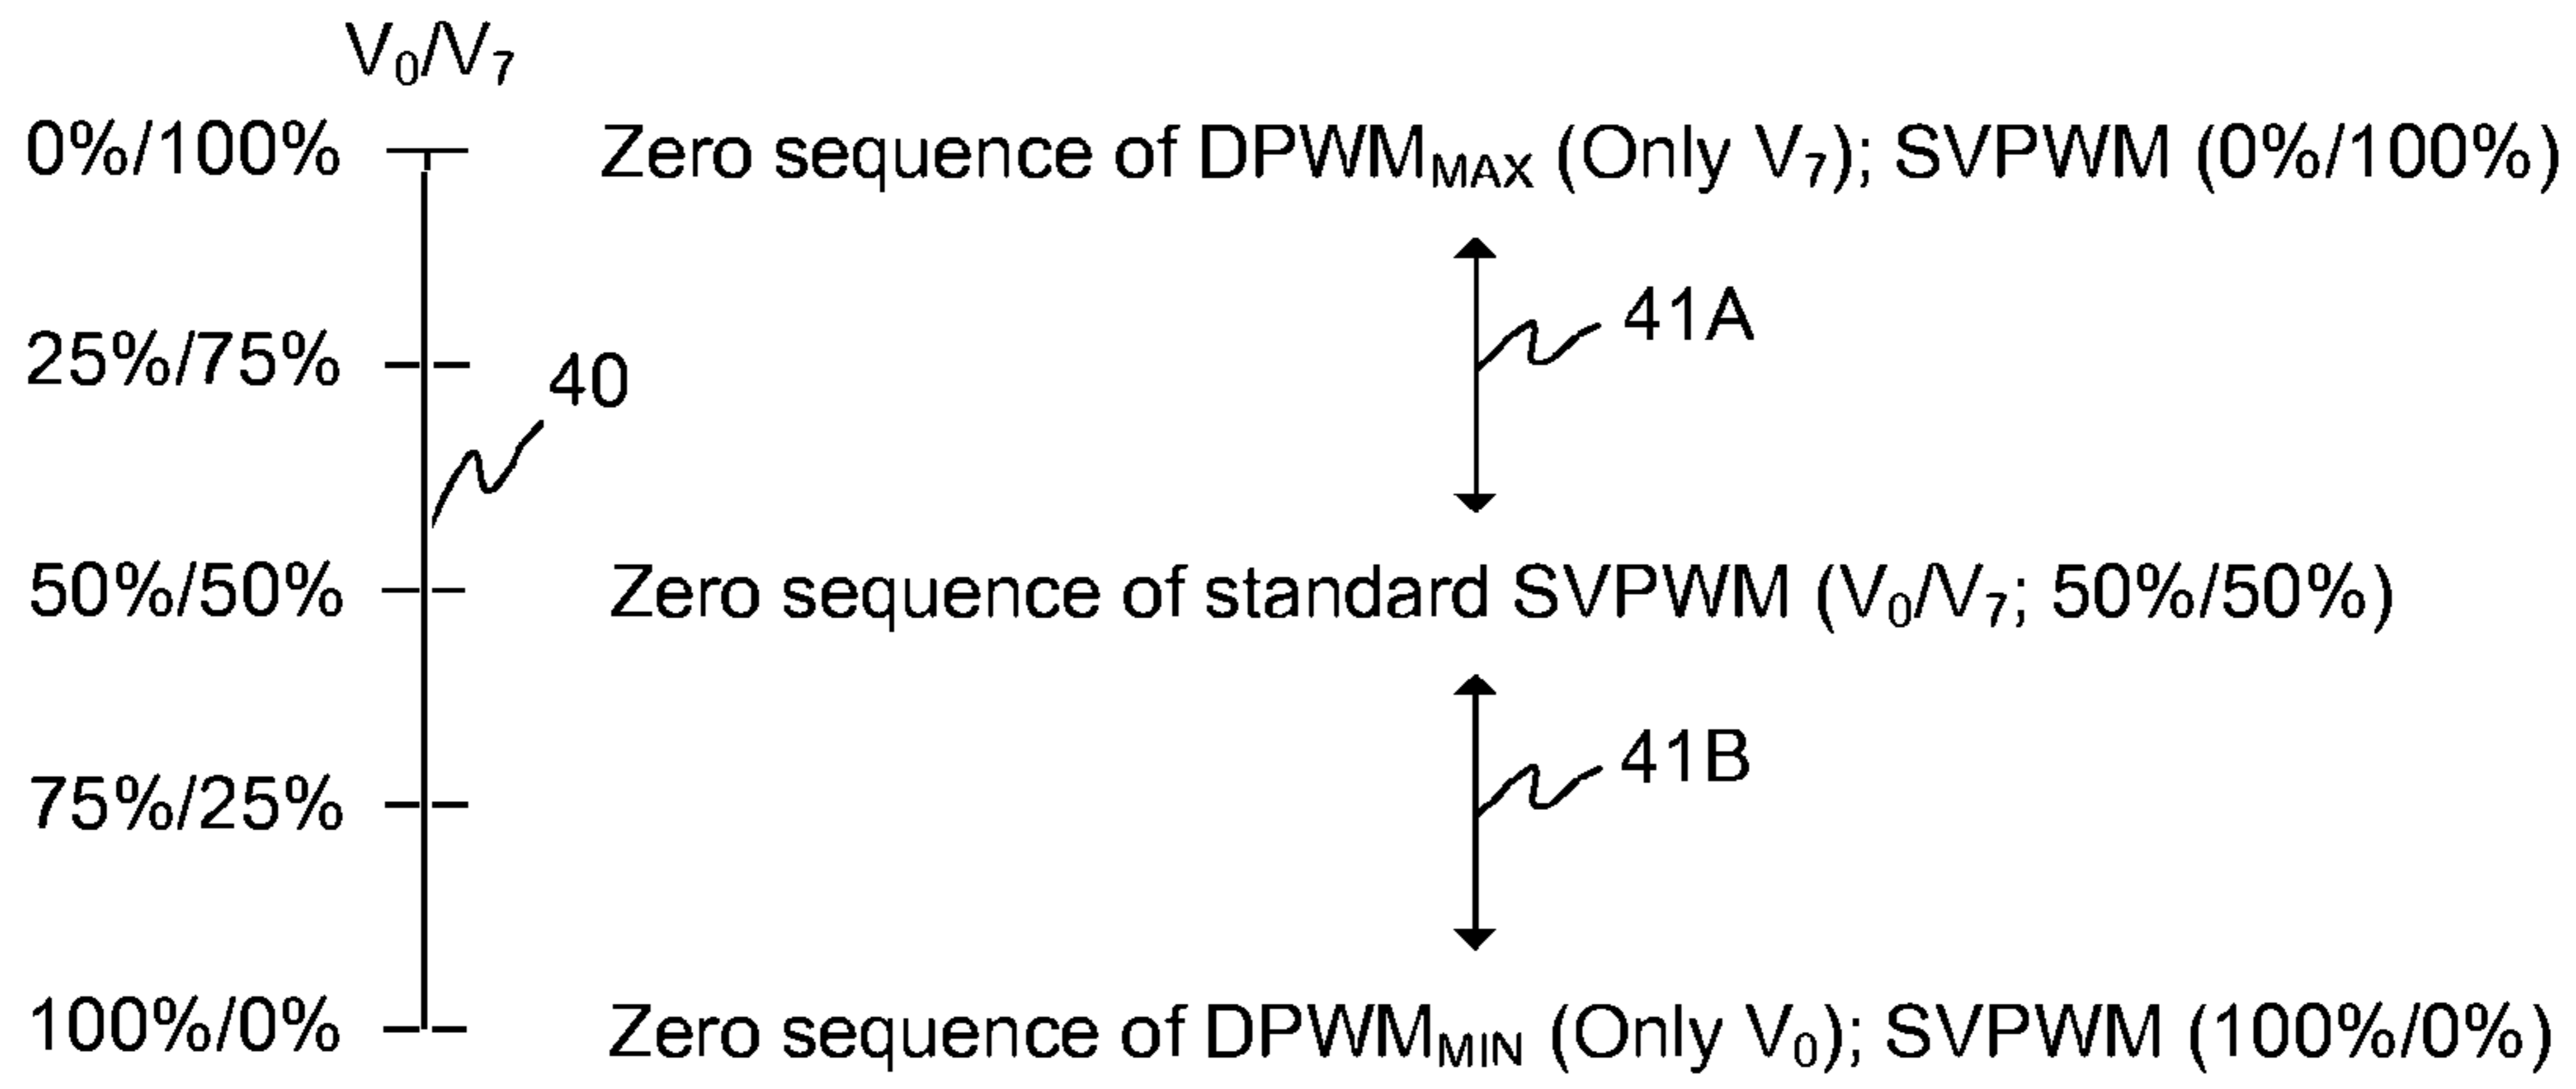 V₀/V₇
0%/100% Zero sequence of DPWM_MAX (Only V₇); SVPWM (0%/100%)
41A
25%/75%
40
50%/50% Zero sequence of standard SVPWM (V₀/V₇; 50%/50%)
41B
75%/25%
100%/0% Zero sequence of DPWM_MIN (Only V₀); SVPWM (100%/0%)